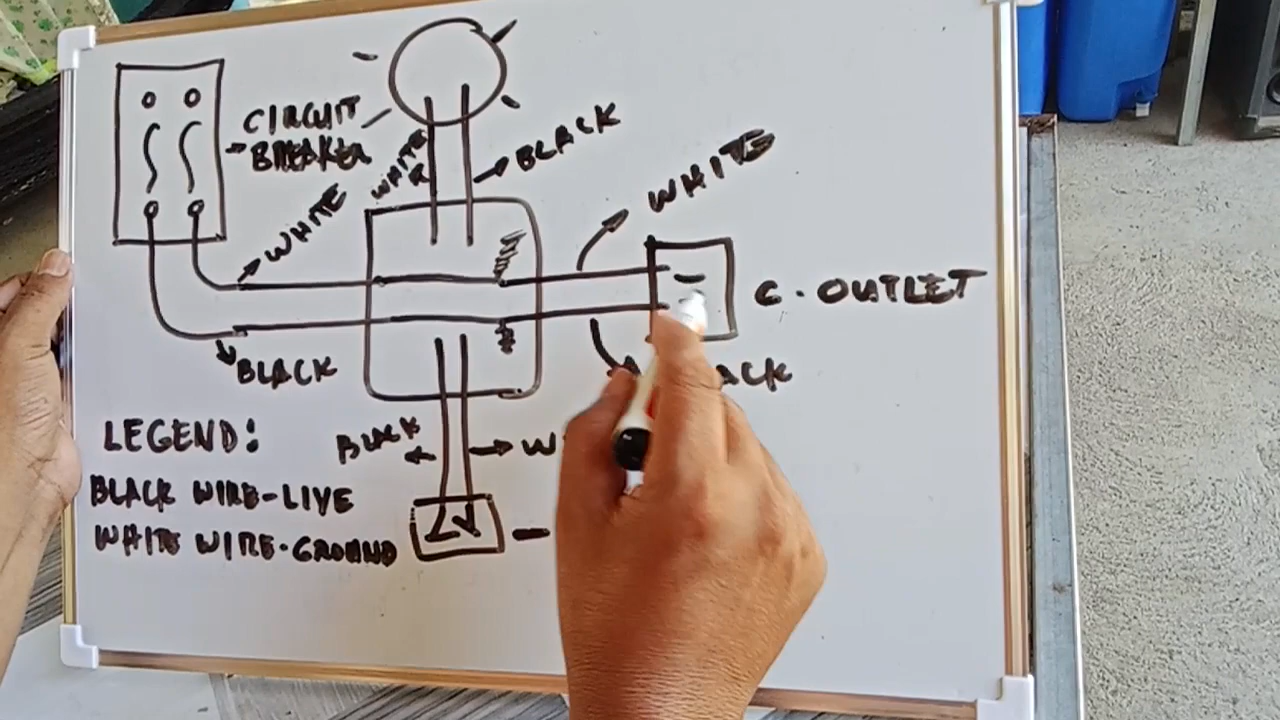 CIRCUIT
BREAKER
WHITE
WHITE
R
BLACK
WHITE
C. OUTLET
BLACK
LEGEND:
BLACK
BLACK WIRE-LIVE
WHITE WIRE-GROUND